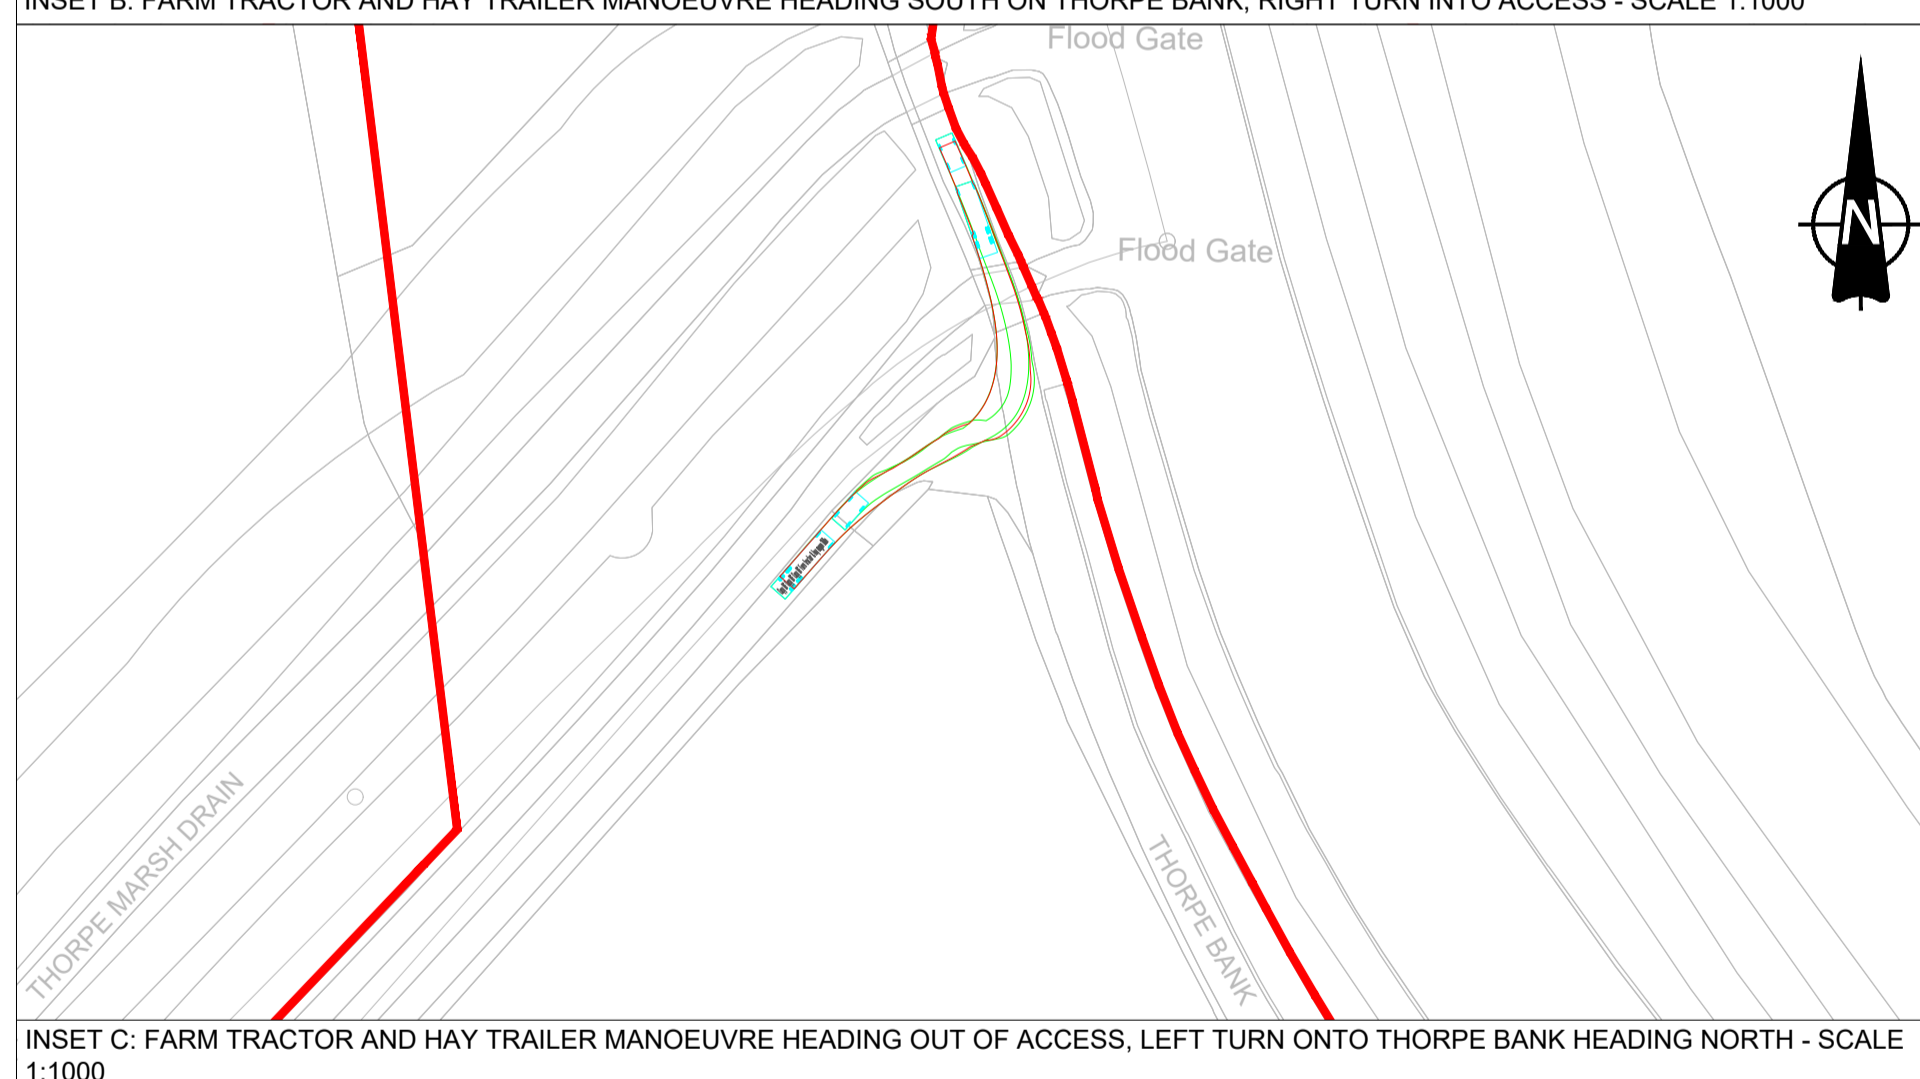 INSET B: FARM TRACTOR AND HAY TRAILER MANOEUVRE HEADING SOUTH ON THORPE BANK, RIGHT TURN INTO ACCESS - SCALE 1:1000
Flood Gate
N
Flood Gate
THORPE MARSH DRAIN
THORPE BANK
INSET C: FARM TRACTOR AND HAY TRAILER MANOEUVRE HEADING OUT OF ACCESS, LEFT TURN ONTO THORPE BANK HEADING NORTH - SCALE
1:1000